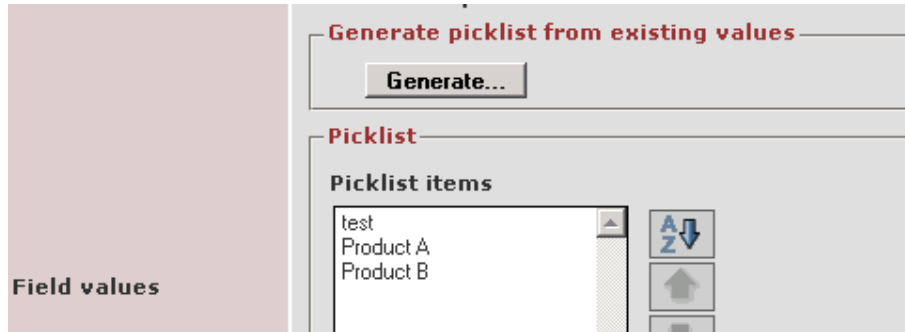 Generate picklist from existing values
Generate...
Picklist
Picklist items
test
Product A
Product B
A
Z
Field values